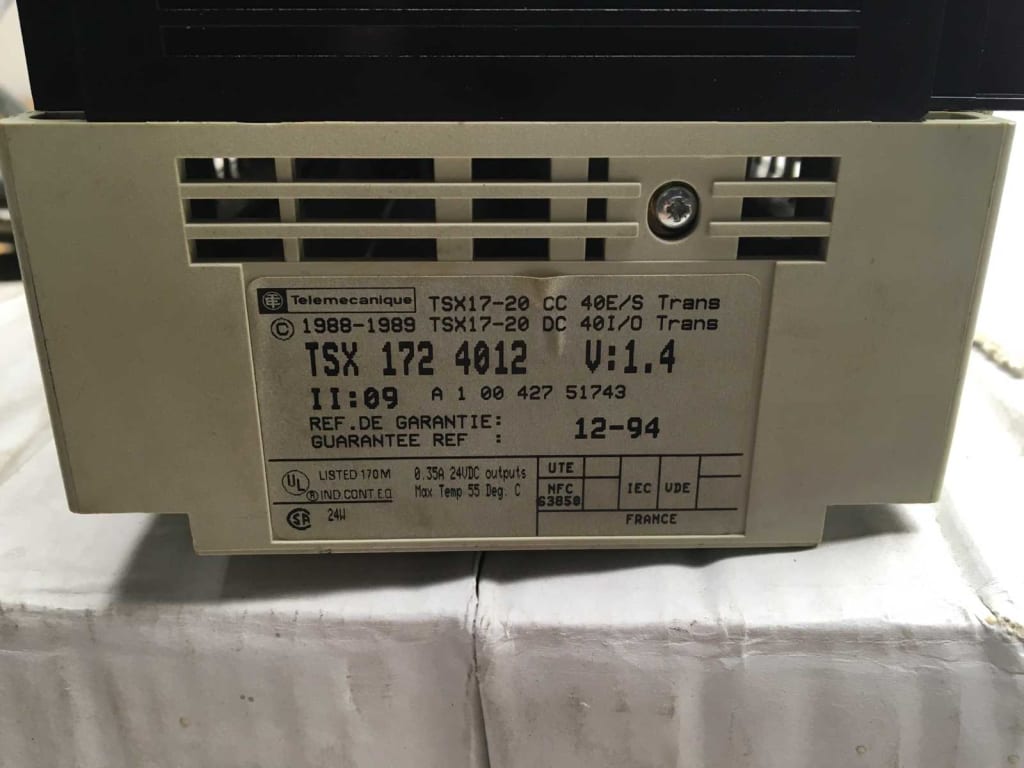 Telemecanique TSX17-20 CC 40E/S Trans
© 1988-1989 TSX17-20 DC 40I/O Trans
TSX 172 4012 V:1.4
II:09 A 1 00 427 51743
REF.DE GARANTIE:
GUARANTEE REF : 12-94
UL ® LISTED 170M
IND.CONT.EQ
0.35A 24VDC outputs
Max Temp 55 Deg. C
SA 24W
UTE
NFC
63850
IEC
VDE
FRANCE